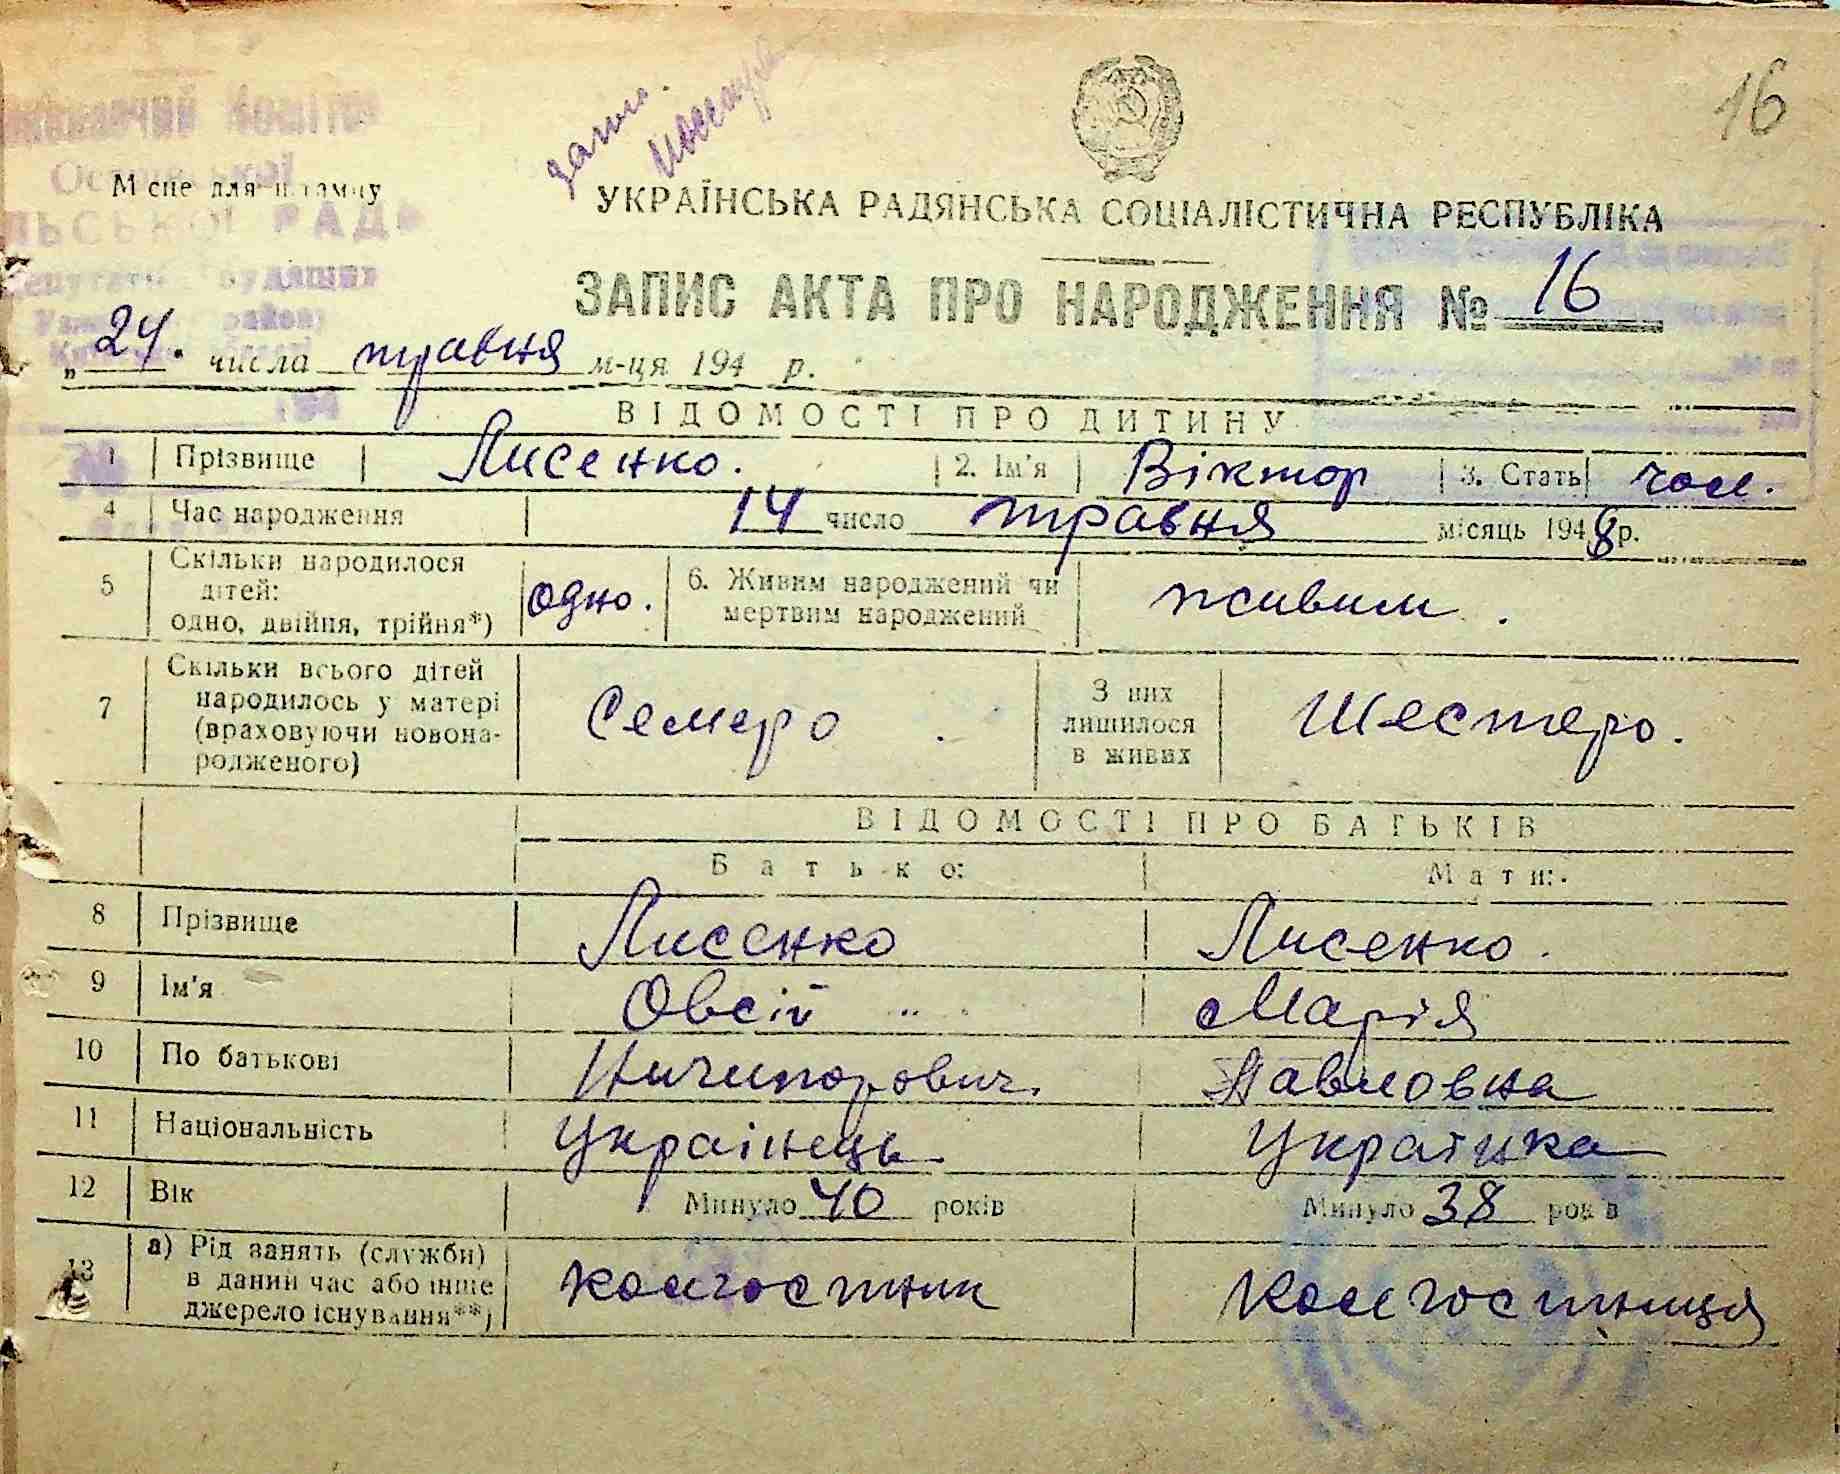 16
Місце для штампу
УКРАЇНСЬКА РАДЯНСЬКА СОЦІАЛІСТИЧНА РЕСПУБЛІКА
ЗАПИС АКТА ПРО НАРОДЖЕННЯ № 16
„ 24. числа травня м-ця 194 р.
ВІДОМОСТІ ПРО ДИТИНУ
1 Прізвище Лисенко. 2. Ім'я Віктор 3. Стать чол.
4 Час народження 14 число травня місяць 1948 р.
5 Скільки народилося дітей: одно, двійня, трійня*) одно. 6. Живим народжений чи мертвим народжений живим.
7 Скільки всього дітей народилось у матері (враховуючи новонародженого) Семеро. З них лишилося в живих Шестеро.
ВІДОМОСТІ ПРО БАТЬКІВ
Батько: Мати:
8 Прізвище Лисенко Лисенко.
9 Ім'я Овсій Марія
10 По батькові Ничипорович. Павловна
11 Національність Українець Українка
12 Вік Минуло 40 років Минуло 38 років
13 а) Рід занять (служби) в даний час або інше джерело існування**) колгоспник Колгоспниця